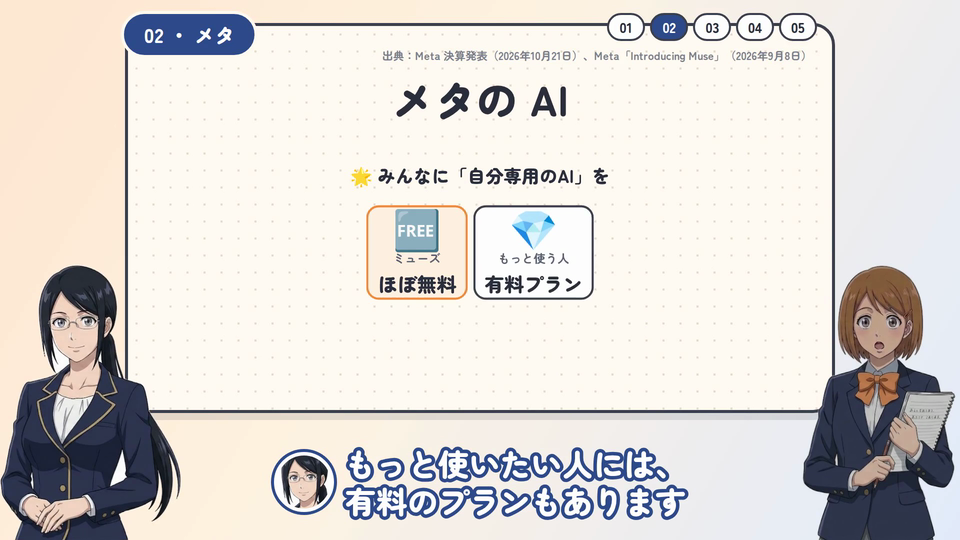 02 ・ メタ
01 02 03 04 05
出典：Meta 決算発表（2026年10月21日）、Meta「Introducing Muse」（2026年9月8日）
メタの AI
みんなに「自分専用のAI」を
FREE
ミューズ
ほぼ無料
もっと使う人
有料プラン
もっと使いたい人には、
有料のプランもあります